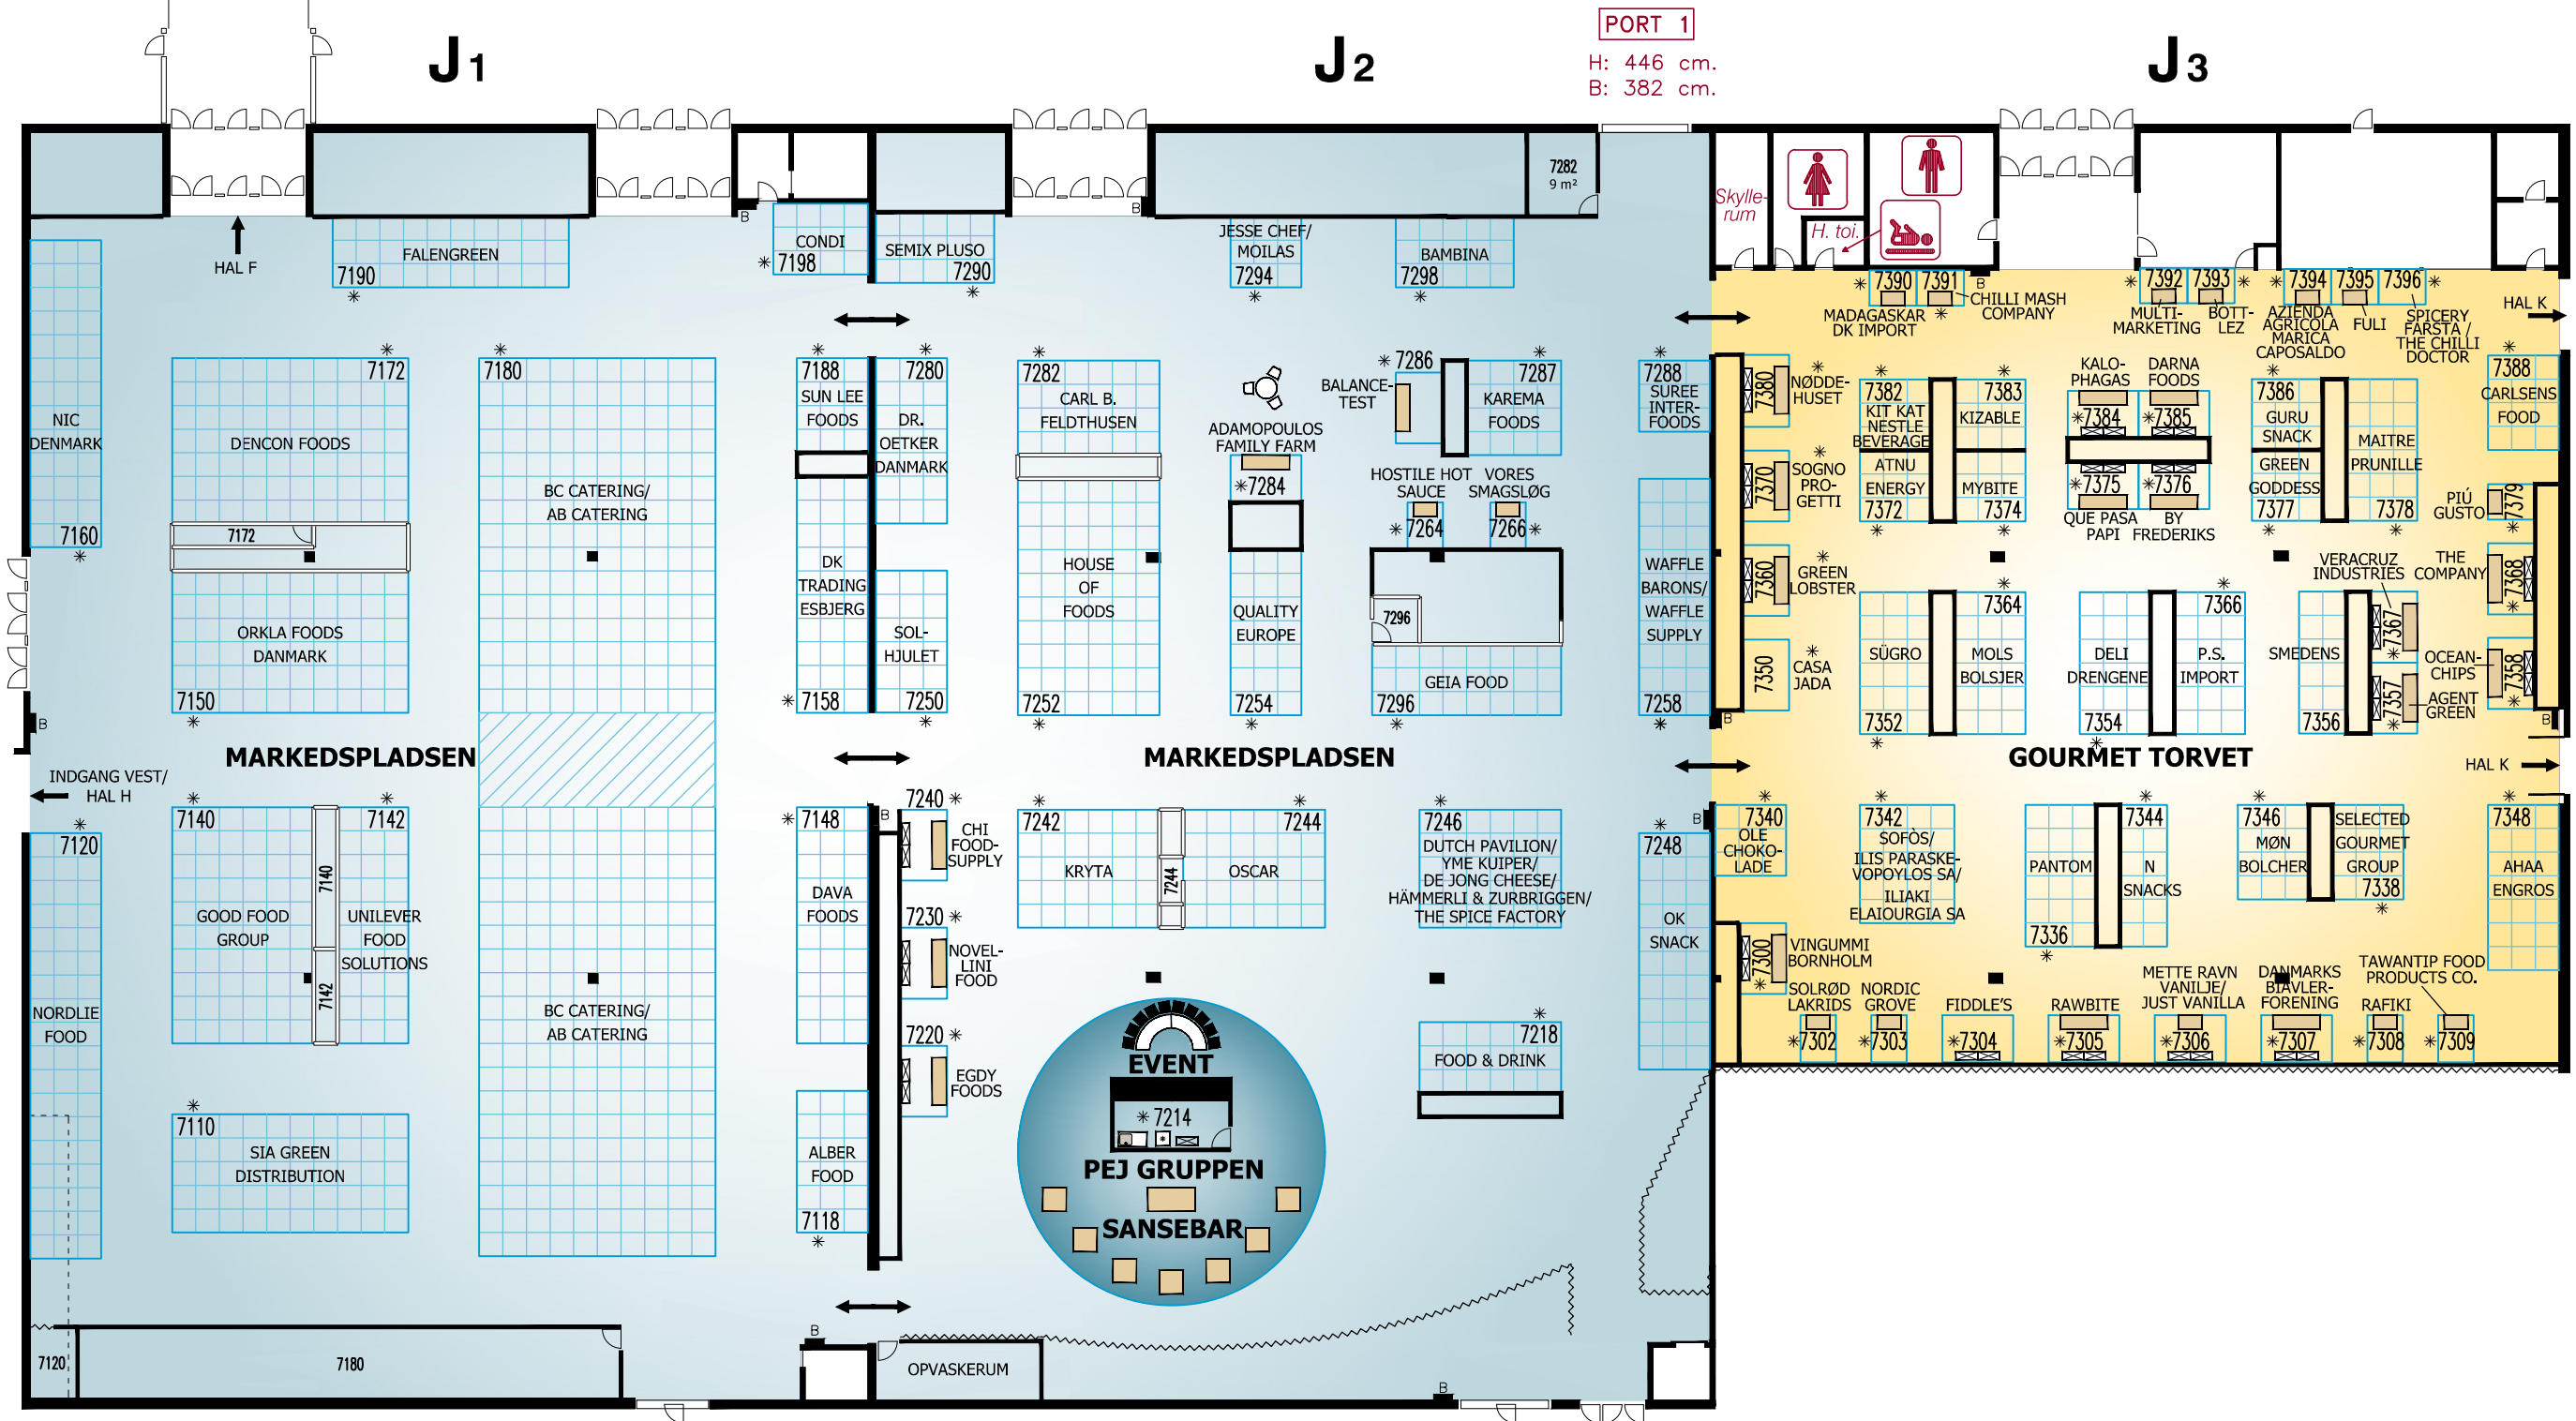 PORT 1
H: 446 cm.
B: 382 cm.
J1
J2
J3
HAL F
7190
FALENGREEN
B
CONDI
7198
SEMIX PLUSO
7290
B
JESSE CHEF/
MOILAS
7294
BAMBINA
7298
7282
9 m²
Skylle-
rum
H. toi.
NIC
DENMARK
7160
7172
DENCON FOODS
7172
ORKLA FOODS
DANMARK
7150
7180
BC CATERING/
AB CATERING
7188
SUN LEE
FOODS
DK
TRADING
ESBJERG
7158
B
MARKEDSPLADSEN
INDGANG VEST/
HAL H
7120
NORDLIE
FOOD
7140
GOOD FOOD
GROUP
7140
7142
7142
UNILEVER
FOOD
SOLUTIONS
BC CATERING/
AB CATERING
7148
DAVA
FOODS
7110
SIA GREEN
DISTRIBUTION
ALBER
FOOD
7118
7120
7180
B
7280
DR.
OETKER
DANMARK
SOL-
HJULET
7250
7282
CARL B.
FELDTHUSEN
HOUSE
OF
FOODS
7252
ADAMOPOULOS
FAMILY FARM
7284
QUALITY
EUROPE
7254
7286
BALANCE-
TEST
7287
KAREMA
FOODS
HOSTILE HOT
SAUCE
7264
VORES
SMAGSLØG
7266
7296
GEIA FOOD
7296
7288
SUREE
INTER-
FOODS
WAFFLE
BARONS/
WAFFLE
SUPPLY
7258
MARKEDSPLADSEN
7240
B
CHI
FOOD-
SUPPLY
7230
NOVEL-
LINI
FOOD
7220
EGDY
FOODS
7242
KRYTA
7244
7244
OSCAR
7246
DUTCH PAVILION/
YME KUIPER/
DE JONG CHEESE/
HÄMMERLI & ZURBRIGGEN/
THE SPICE FACTORY
B
7248
OK
SNACK
7218
FOOD & DRINK
EVENT
7214
PEJ GRUPPEN
SANSEBAR
OPVASKERUM
B
7390
MADAGASKAR
DK IMPORT
7391
B
CHILLI MASH
COMPANY
7392
MULTI-
MARKETING
7393
BOTT-
LEZ
7394
AZIENDA
AGRICOLA
MARICA
CAPOSALDO
7395
FULI
7396
SPICERY
FARSTA /
THE CHILLI
DOCTOR
HAL K
7380
NØDDE-
HUSET
7370
SOGNO
PRO-
GETTI
7360
GREEN
LOBSTER
7350
CASA
JADA
B
7382
KIT KAT
NESTLE
BEVERAGE
ATNU
ENERGY
7372
7383
KIZABLE
MYBITE
7374
KALO-
PHAGAS
7384
DARNA
FOODS
7385
7375
QUE PASA
PAPI
7376
BY
FREDERIKS
7386
GURU
SNACK
GREEN
GODDESS
7377
MAITRE
PRUNILLE
7378
7388
CARLSENS
FOOD
PIÚ
GUSTO
7379
THE
COMPANY
7368
VERACRUZ
INDUSTRIES
7367
OCEAN-
CHIPS
7358
AGENT
GREEN
7357
B
SÜGRO
7352
7364
MOLS
BOLSJER
DELI
DRENGENE
7354
7366
P.S.
IMPORT
SMEDENS
7356
GOURMET TORVET
HAL K
7340
OLE
CHOKO-
LADE
7342
SOFÒS/
ILIS PARASKE-
VOPOYLOS SA/
ILIAKI
ELAIOURGIA SA
PANTOM
7336
7344
N
SNACKS
7346
MØN
BOLCHER
SELECTED
GOURMET
GROUP
7338
7348
AHAA
ENGROS
7300
VINGUMMI
BORNHOLM
SOLRØD
LAKRIDS
7302
NORDIC
GROVE
7303
FIDDLE'S
7304
RAWBITE
7305
METTE RAVN
VANILJE/
JUST VANILLA
7306
DANMARKS
BIAVLER-
FORENING
7307
RAFIKI
7308
TAWANTIP FOOD
PRODUCTS CO.
7309